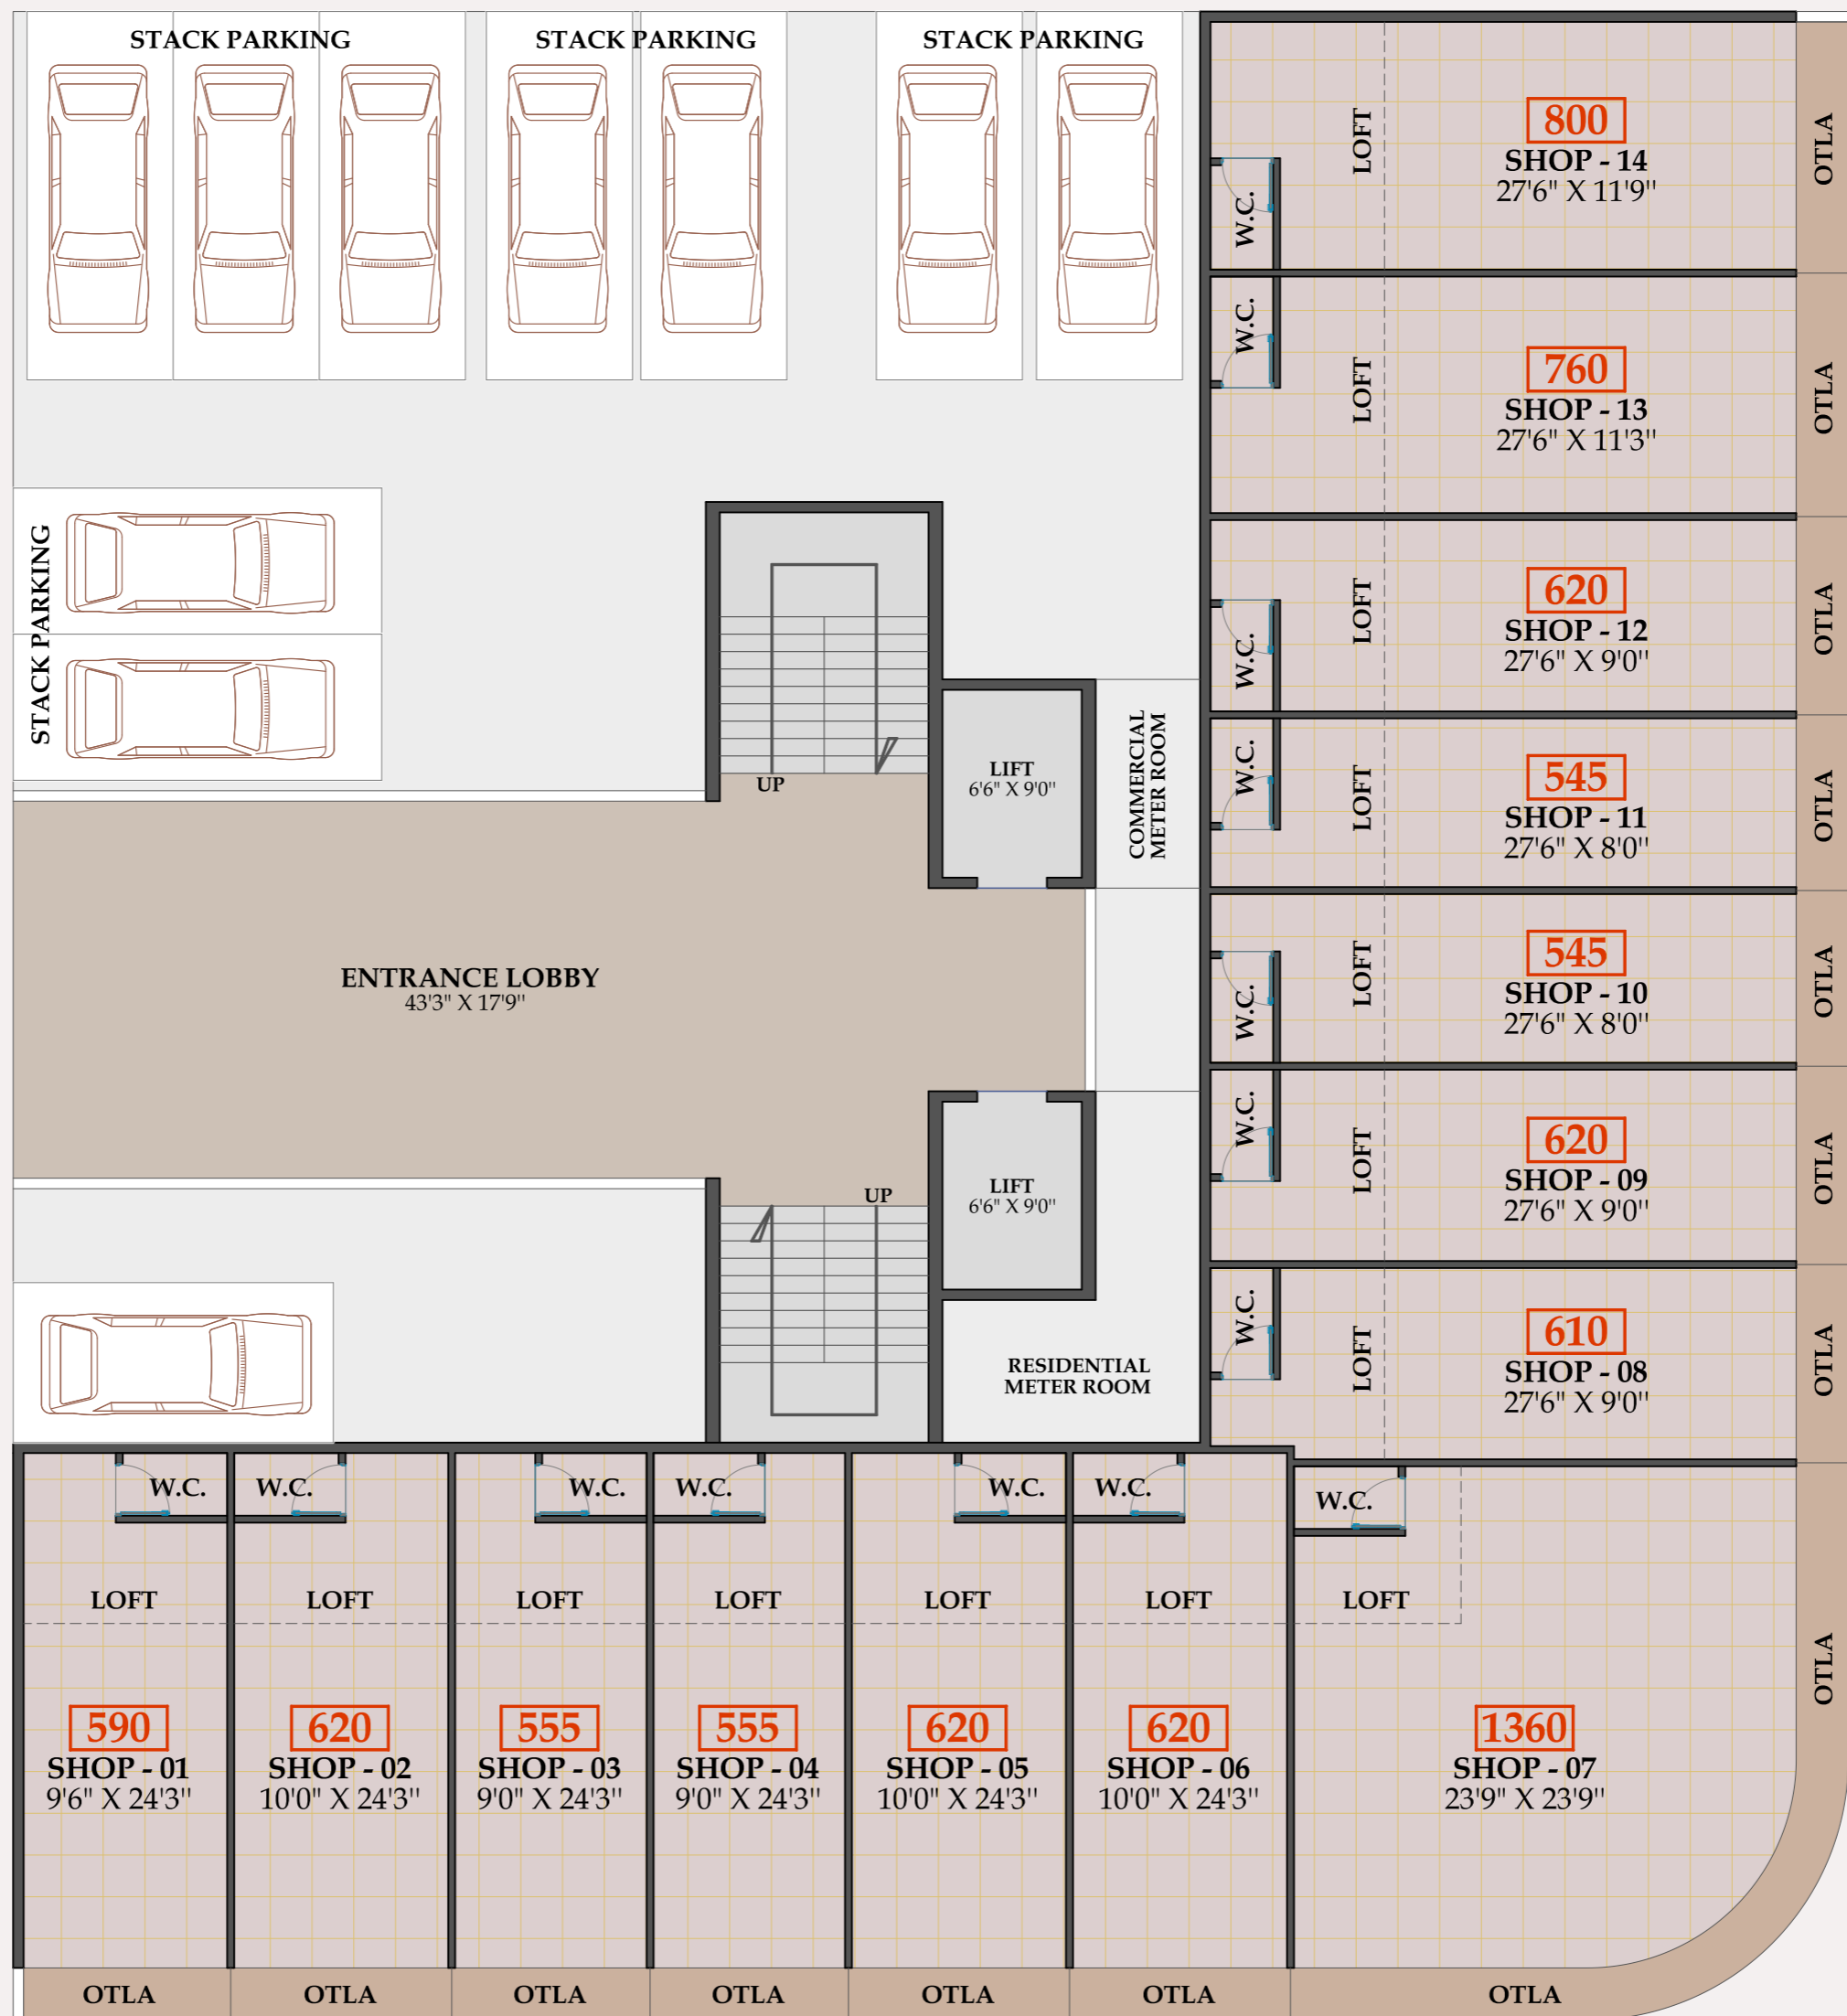 STACK PARKING
STACK PARKING
STACK PARKING
LOFT
800
SHOP - 14
27'6" X 11'9"
OTLA
W.C.
W.C.
LOFT
760
SHOP - 13
27'6" X 11'3"
OTLA
STACK PARKING
LOFT
620
SHOP - 12
27'6" X 9'0"
OTLA
W.C.
UP
LIFT
6'6" X 9'0"
COMMERCIAL
METER ROOM
W.C.
LOFT
545
SHOP - 11
27'6" X 8'0"
OTLA
ENTRANCE LOBBY
43'3" X 17'9"
W.C.
LOFT
545
SHOP - 10
27'6" X 8'0"
OTLA
UP
LIFT
6'6" X 9'0"
W.C.
LOFT
620
SHOP - 09
27'6" X 9'0"
OTLA
RESIDENTIAL
METER ROOM
W.C.
LOFT
610
SHOP - 08
27'6" X 9'0"
OTLA
W.C.
W.C.
W.C.
W.C.
W.C.
W.C.
W.C.
LOFT
LOFT
LOFT
LOFT
LOFT
LOFT
LOFT
OTLA
590
SHOP - 01
9'6" X 24'3"
620
SHOP - 02
10'0" X 24'3"
555
SHOP - 03
9'0" X 24'3"
555
SHOP - 04
9'0" X 24'3"
620
SHOP - 05
10'0" X 24'3"
620
SHOP - 06
10'0" X 24'3"
1360
SHOP - 07
23'9" X 23'9"
OTLA
OTLA
OTLA
OTLA
OTLA
OTLA
OTLA